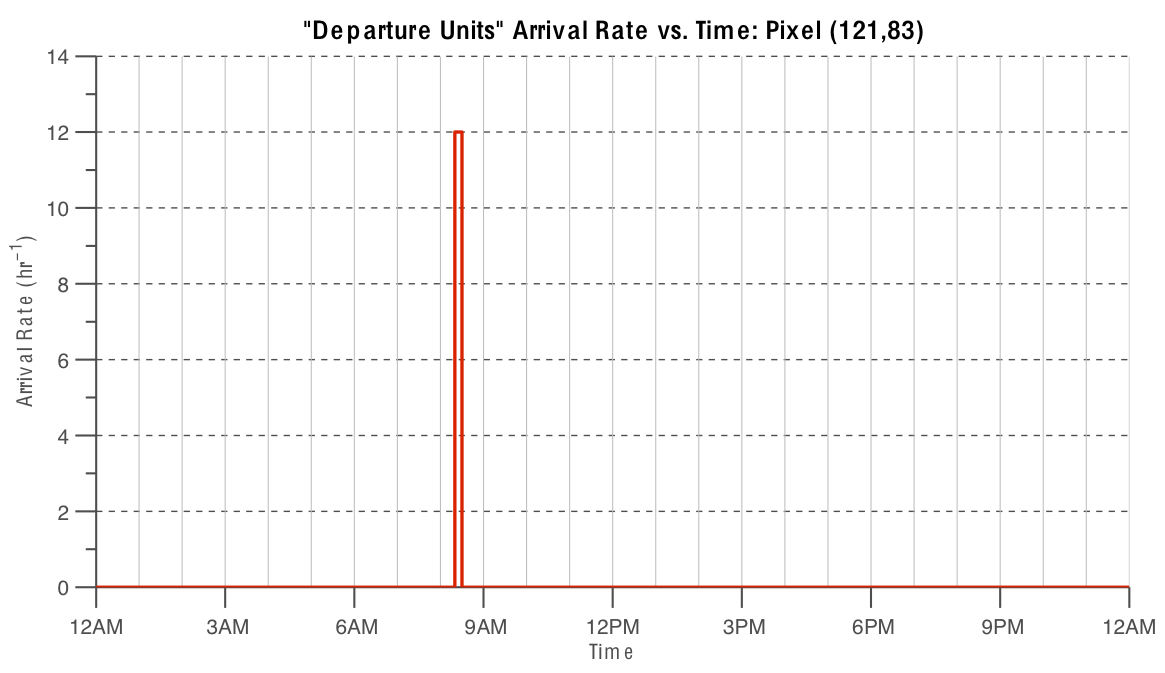 "Departure Units" Arrival Rate vs. Time: Pixel (121,83)
14
12
10
8
6
4
2
0
Arrival Rate (hr⁻¹)
12AM 3AM 6AM 9AM 12PM 3PM 6PM 9PM 12AM
Time